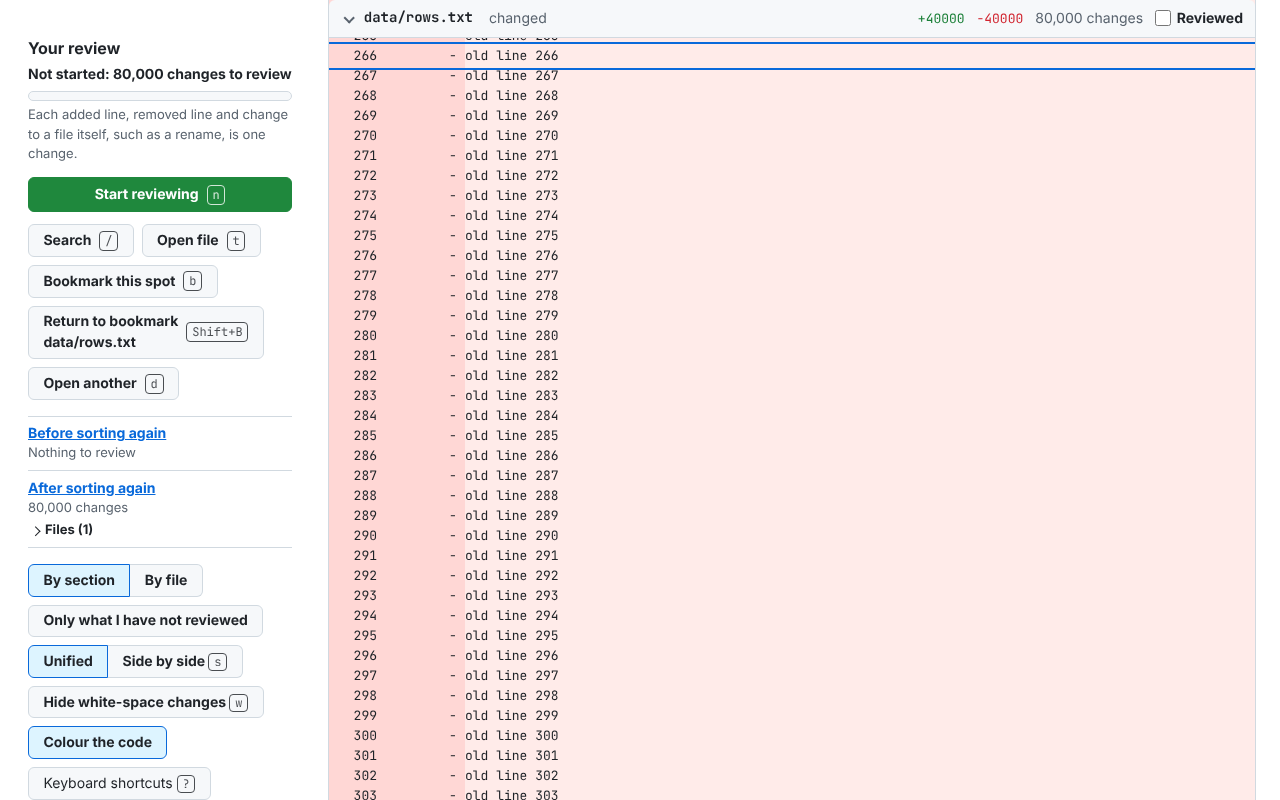 data/rows.txt changed +40000 -40000 80,000 changes Reviewed
Your review
Not started: 80,000 changes to review
Each added line, removed line and change
to a file itself, such as a rename, is one
change.
Start reviewing n
Search / Open file t
Bookmark this spot b
Return to bookmark
data/rows.txt Shift+B
Open another d
Before sorting again
Nothing to review
After sorting again
80,000 changes
Files (1)
By section By file
Only what I have not reviewed
Unified Side by side s
Hide white-space changes w
Colour the code
Keyboard shortcuts ?
266 - old line 266
267 - old line 267
268 - old line 268
269 - old line 269
270 - old line 270
271 - old line 271
272 - old line 272
273 - old line 273
274 - old line 274
275 - old line 275
276 - old line 276
277 - old line 277
278 - old line 278
279 - old line 279
280 - old line 280
281 - old line 281
282 - old line 282
283 - old line 283
284 - old line 284
285 - old line 285
286 - old line 286
287 - old line 287
288 - old line 288
289 - old line 289
290 - old line 290
291 - old line 291
292 - old line 292
293 - old line 293
294 - old line 294
295 - old line 295
296 - old line 296
297 - old line 297
298 - old line 298
299 - old line 299
300 - old line 300
301 - old line 301
302 - old line 302
303 - old line 303